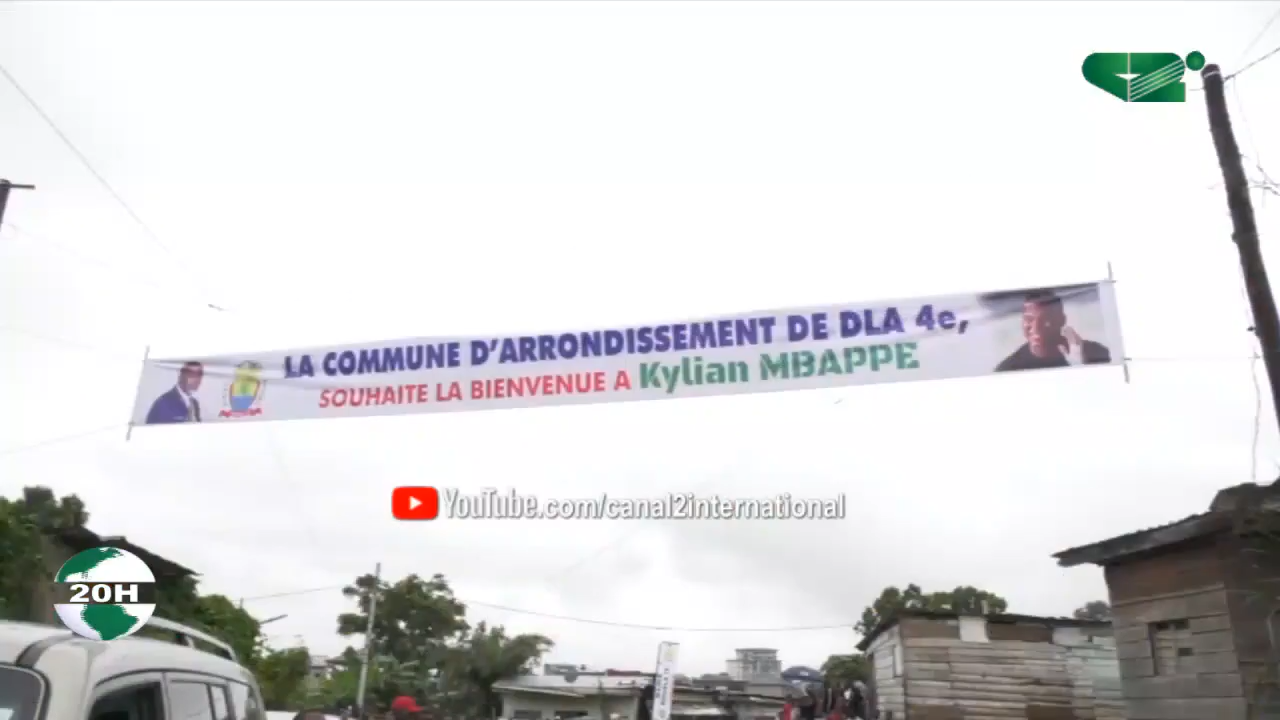 LA COMMUNE D'ARRONDISSEMENT DE DLA 4e,
SOUHAITE LA BIENVENUE A Kylian MBAPPE
YouTube.com/canal2international
20H